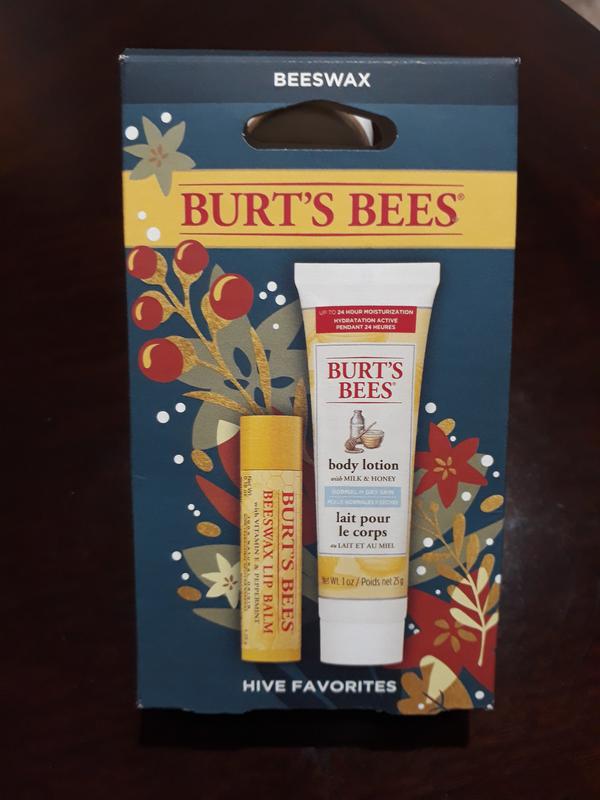 BEESWAX
BURT'S BEES®
UP TO 24 HOUR MOISTURIZATION
HYDRATATION ACTIVE
PENDANT 24 HEURES
BURT'S
BEES®
body lotion
with MILK & HONEY
NORMAL to DRY SKIN
lait pour
le corps
au LAIT ET AU MIEL
Net Wt. 1 oz / Poids net 25 g
BURT'S BEES
BEESWAX LIP BALM
with VITAMIN E & PEPPERMINT
HIVE FAVORITES